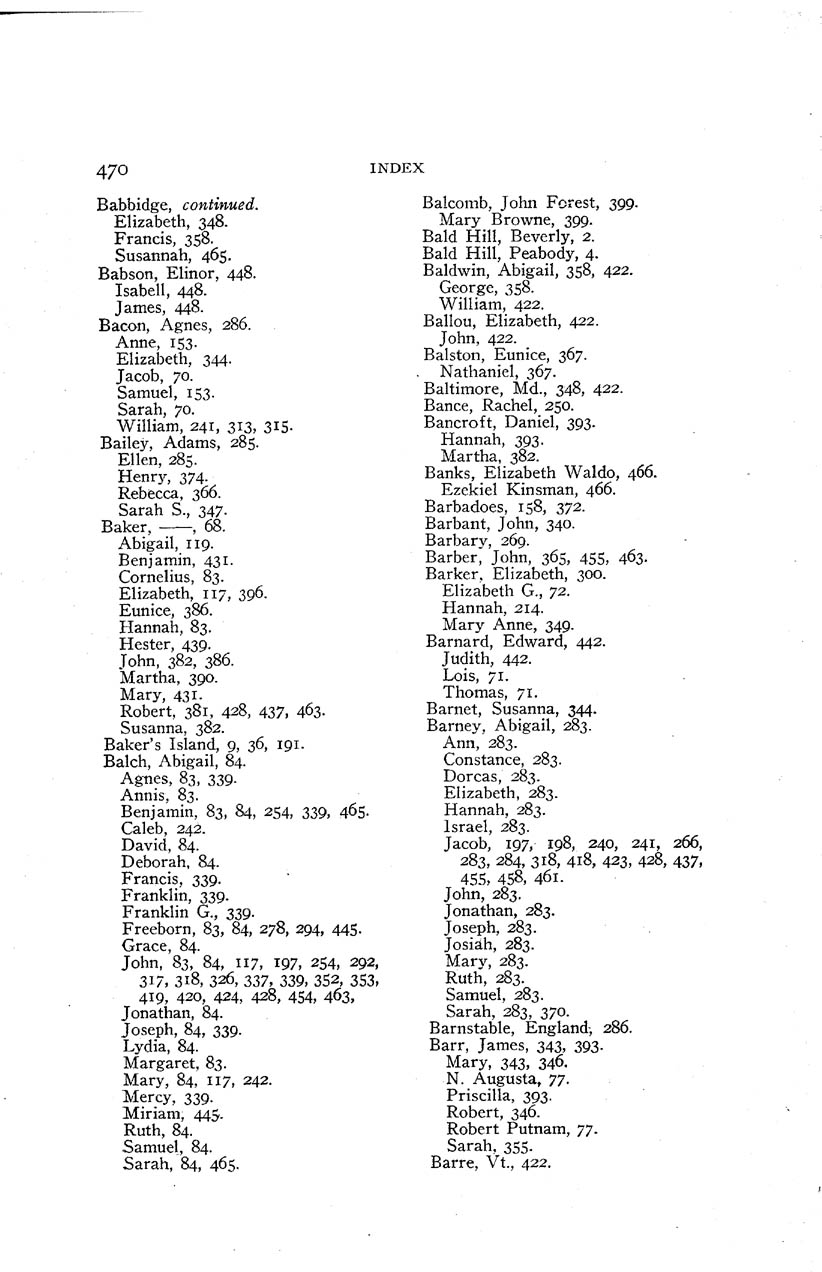 470
INDEX
Babbidge, continued.
Elizabeth, 348.
Francis, 358.
Susannah, 465.
Babson, Elinor, 448.
Isabell, 448.
James, 448.
Bacon, Agnes, 286.
Anne, 153.
Elizabeth, 344.
Jacob, 70.
Samuel, 153.
Sarah, 70.
William, 241, 313, 315.
Bailey, Adams, 285.
Ellen, 285.
Henry, 374.
Rebecca, 366.
Sarah S., 347.
Baker, ——, 68.
Abigail, 119.
Benjamin, 431.
Cornelius, 83.
Elizabeth, 117, 396.
Eunice, 386.
Hannah, 83.
Hester, 439.
John, 382, 386.
Martha, 390.
Mary, 431.
Robert, 381, 428, 437, 463.
Susanna, 382.
Baker's Island, 9, 36, 191.
Balch, Abigail, 84.
Agnes, 83, 339.
Annis, 83.
Benjamin, 83, 84, 254, 339, 465.
Caleb, 242.
David, 84.
Deborah, 84.
Francis, 339.
Franklin, 339.
Franklin G., 339.
Freeborn, 83, 84, 278, 294, 445.
Grace, 84.
John, 83, 84, 117, 197, 254, 292,
317, 318, 326, 337, 339, 352, 353,
419, 420, 424, 428, 454, 463,
Jonathan, 84.
Joseph, 84, 339.
Lydia, 84.
Margaret, 83.
Mary, 84, 117, 242.
Mercy, 339.
Miriam, 445.
Ruth, 84.
Samuel, 84.
Sarah, 84, 465.
Balcomb, John Forest, 399.
Mary Browne, 399.
Bald Hill, Beverly, 2.
Bald Hill, Peabody, 4.
Baldwin, Abigail, 358, 422.
George, 358.
William, 422.
Ballou, Elizabeth, 422.
John, 422.
Balston, Eunice, 367.
Nathaniel, 367.
Baltimore, Md., 348, 422.
Bance, Rachel, 250.
Bancroft, Daniel, 393.
Hannah, 393.
Martha, 382.
Banks, Elizabeth Waldo, 466.
Ezekiel Kinsman, 466.
Barbadoes, 158, 372.
Barbant, John, 340.
Barbary, 269.
Barber, John, 365, 455, 463.
Barker, Elizabeth, 300.
Elizabeth G., 72.
Hannah, 214.
Mary Anne, 349.
Barnard, Edward, 442.
Judith, 442.
Lois, 71.
Thomas, 71.
Barnet, Susanna, 344.
Barney, Abigail, 283.
Ann, 283.
Constance, 283.
Dorcas, 283.
Elizabeth, 283.
Hannah, 283.
Israel, 283.
Jacob, 197, 198, 240, 241, 266,
283, 284, 318, 418, 423, 428, 437,
455, 458, 461.
John, 283.
Jonathan, 283.
Joseph, 283.
Josiah, 283.
Mary, 283.
Ruth, 283.
Samuel, 283.
Sarah, 283, 370.
Barnstable, England, 286.
Barr, James, 343, 393.
Mary, 343, 346.
N. Augusta, 77.
Priscilla, 393.
Robert, 346.
Robert Putnam, 77.
Sarah, 355.
Barre, Vt., 422.